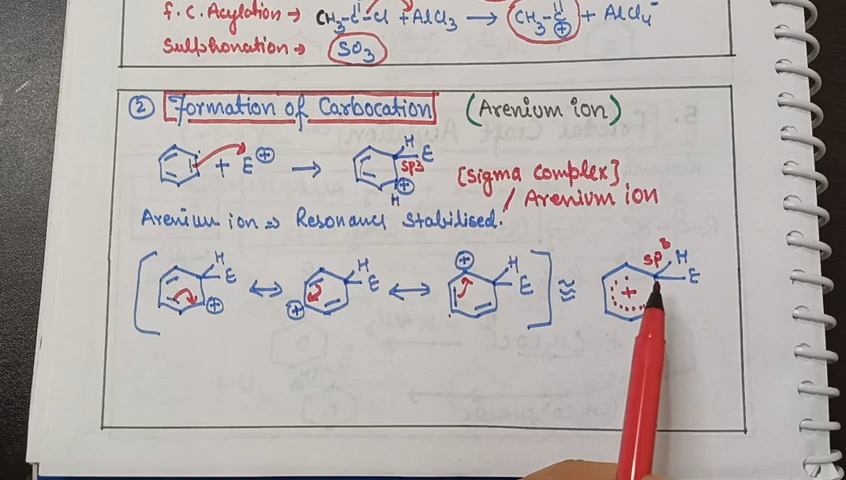 F.C. Acylation → CH₃-C-Cl + AlCl₃ → CH₃-C⊕ + AlCl₄⁻
Sulphonation → SO₃
② Formation of Carbocation (Arenium ion)
+ E⊕ → H E sp3 ⊕ H
[Sigma complex]
/ Arenium ion
Arenium ion ⇒ Resonance stabilised.
[ H E ⊕ ↔ H E ⊕ ↔ ⊕ H E ] ≅ sp³ H E +